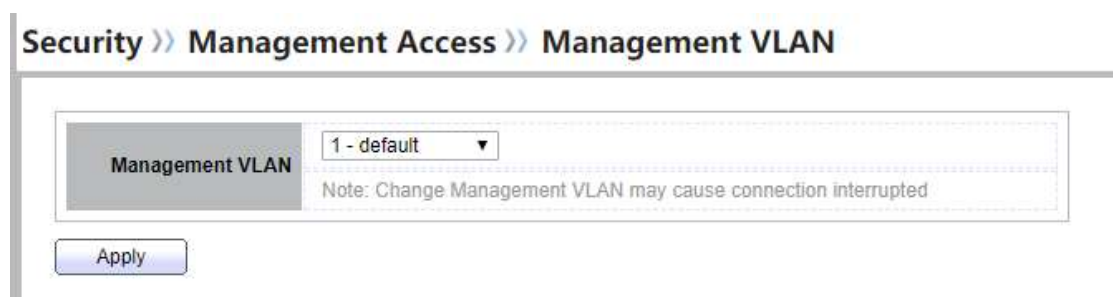 Security 》 Management Access 》 Management VLAN
1 - default
Management VLAN
Note: Change Management VLAN may cause connection interrupted
Apply